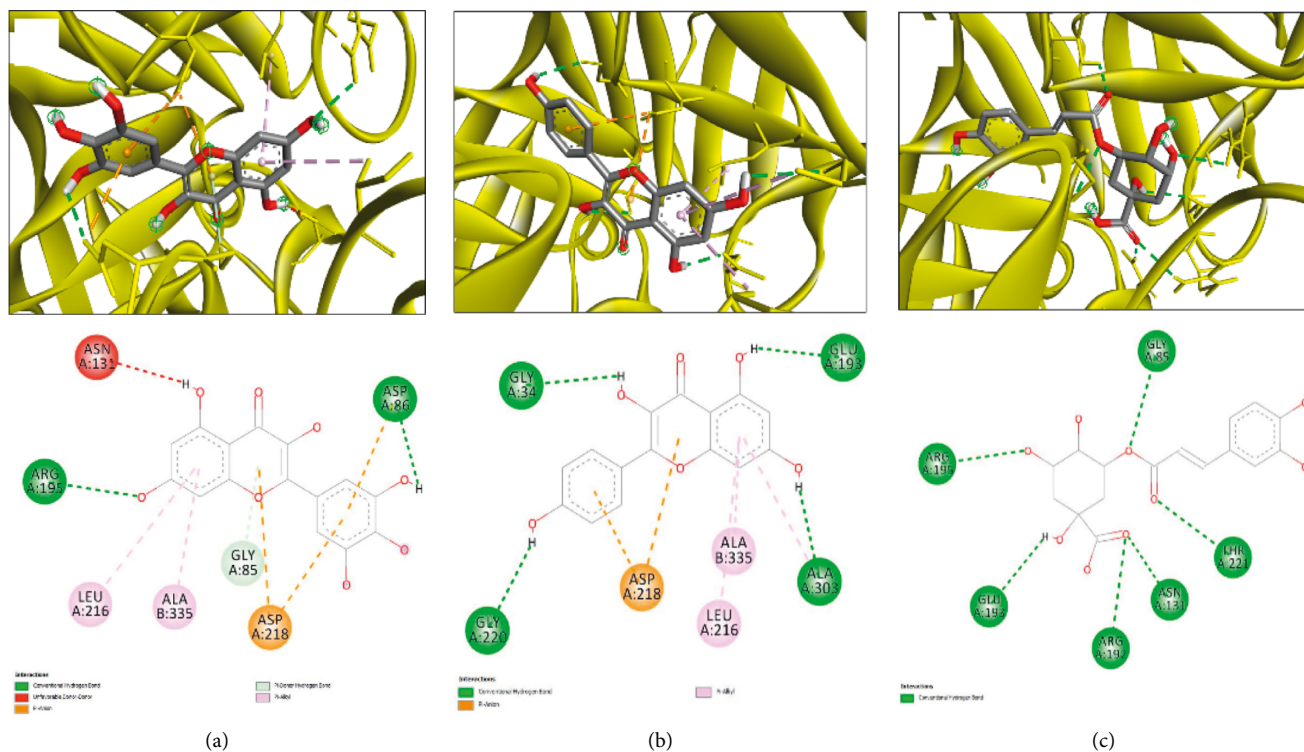 ASN
A:131
ARG
A:195
LEU
A:216
ALA
B:335
GLY
A:85
ASP
A:218
ASP
A:86
H
O
O
O
O
O
O
H
O
O
Interactions
Conventional Hydrogen Bond
Unfavorable Donor-Donor
Pi-Anion
Pi-Donor Hydrogen Bond
Pi-Alkyl
(a)
GLY
A:34
GLU
A:193
GLY
A:220
ASP
A:218
ALA
B:335
LEU
A:216
ALA
A:303
H
O
O
O
H
O
O
H
O
H
Interactions
Conventional Hydrogen Bond
Pi-Anion
Pi-Alkyl
(b)
GLY
A:85
ARG
A:195
GLU
A:193
ARG
A:192
ASN
A:131
THR
A:221
O
O
O
O
O
O
O
H
O
O
Interactions
Conventional Hydrogen Bond
(c)